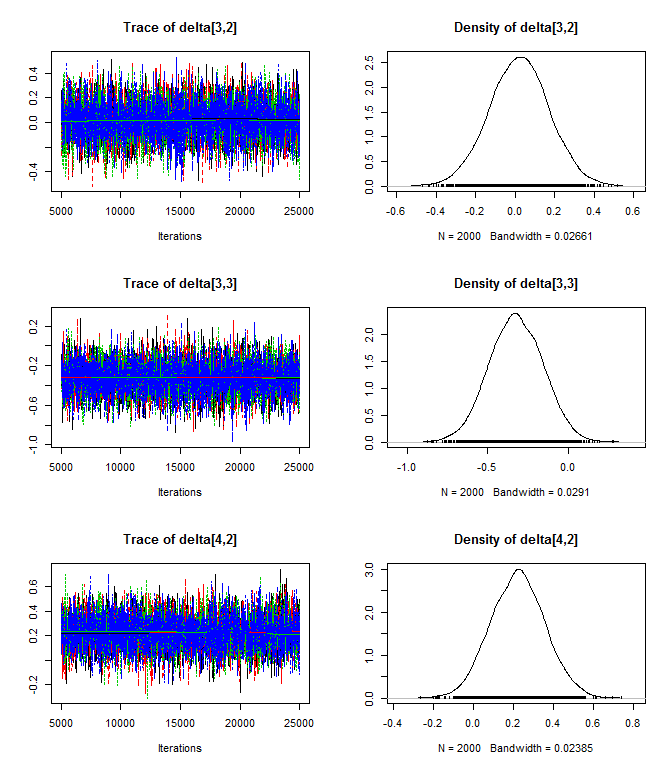 Trace of delta[3,2]
0.4
0.2
0.0
-0.4
5000 10000 15000 20000 25000
Iterations
Density of delta[3,2]
2.5
2.0
1.5
1.0
0.5
0.0
-0.6 -0.4 -0.2 0.0 0.2 0.4 0.6
N = 2000 Bandwidth = 0.02661
Trace of delta[3,3]
0.2
-0.2
-0.6
-1.0
5000 10000 15000 20000 25000
Iterations
Density of delta[3,3]
2.0
1.5
1.0
0.5
0.0
-1.0 -0.5 0.0
N = 2000 Bandwidth = 0.0291
Trace of delta[4,2]
0.6
0.4
0.2
-0.2
5000 10000 15000 20000 25000
Iterations
Density of delta[4,2]
3.0
2.0
1.0
0.0
-0.4 -0.2 0.0 0.2 0.4 0.6 0.8
N = 2000 Bandwidth = 0.02385